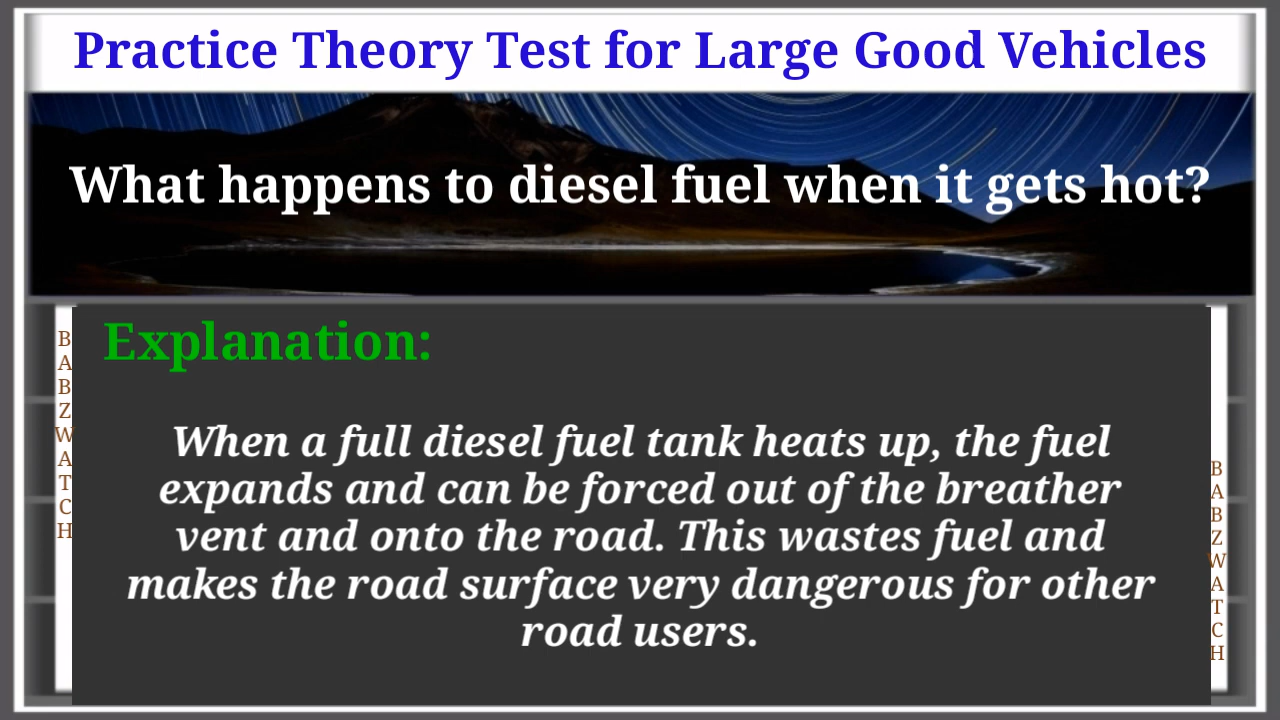 Practice Theory Test for Large Good Vehicles
What happens to diesel fuel when it gets hot?
Explanation:
When a full diesel fuel tank heats up, the fuel
expands and can be forced out of the breather
vent and onto the road. This wastes fuel and
makes the road surface very dangerous for other
road users.
B
A
B
Z
W
A
T
C
H
B
A
B
Z
W
A
T
C
H